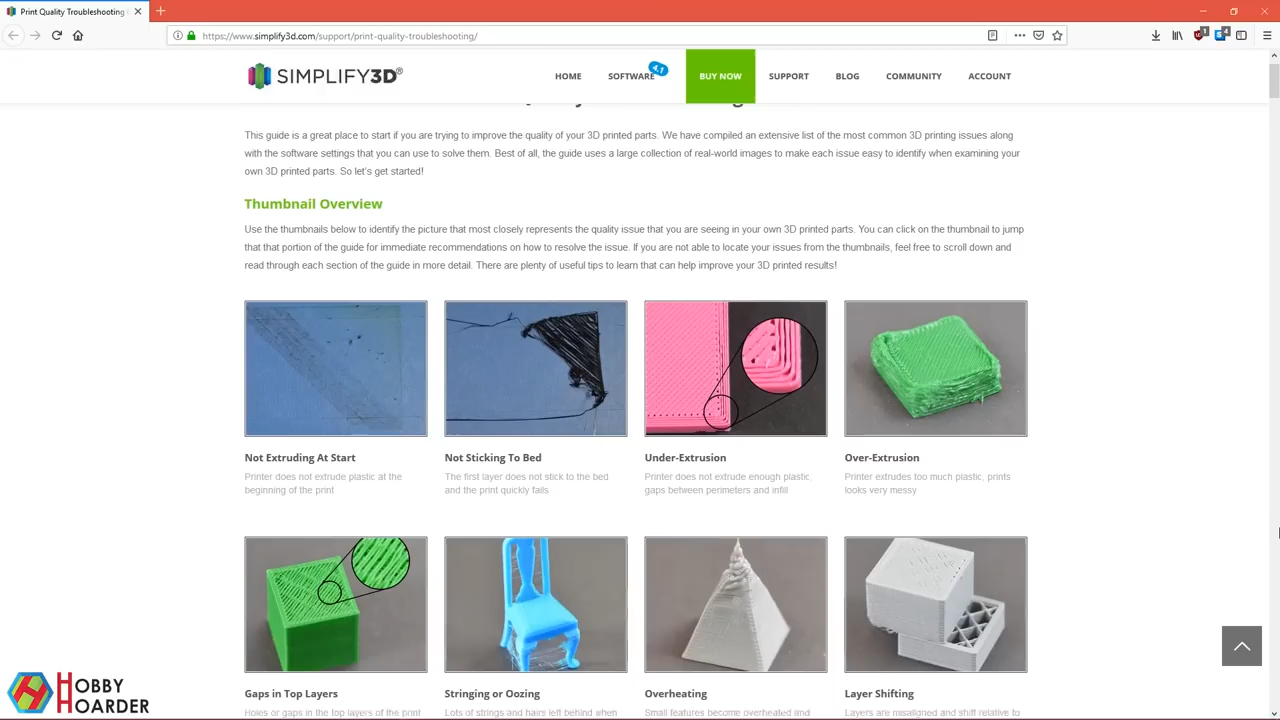 Print Quality Troubleshooting
https://www.simplify3d.com/support/print-quality-troubleshooting/
SIMPLIFY3D®
HOME
SOFTWARE
4.1
BUY NOW
SUPPORT
BLOG
COMMUNITY
ACCOUNT
This guide is a great place to start if you are trying to improve the quality of your 3D printed parts. We have compiled an extensive list of the most common 3D printing issues along
with the software settings that you can use to solve them. Best of all, the guide uses a large collection of real-world images to make each issue easy to identify when examining your
own 3D printed parts. So let's get started!
Thumbnail Overview
Use the thumbnails below to identify the picture that most closely represents the quality issue that you are seeing in your own 3D printed parts. You can click on the thumbnail to jump
that that portion of the guide for immediate recommendations on how to resolve the issue. If you are not able to locate your issues from the thumbnails, feel free to scroll down and
read through each section of the guide in more detail. There are plenty of useful tips to learn that can help improve your 3D printed results!
Not Extruding At Start
Printer does not extrude plastic at the
beginning of the print
Not Sticking To Bed
The first layer does not stick to the bed
and the print quickly fails
Under-Extrusion
Printer does not extrude enough plastic,
gaps between perimeters and infill
Over-Extrusion
Printer extrudes too much plastic, prints
looks very messy
Gaps in Top Layers
Holes or gaps in the top layers of the print
Stringing or Oozing
Lots of strings and hairs left behind when
Overheating
Small features become overheated and
Layer Shifting
Layers are misaligned and shift relative to
HOBBY
HOARDER